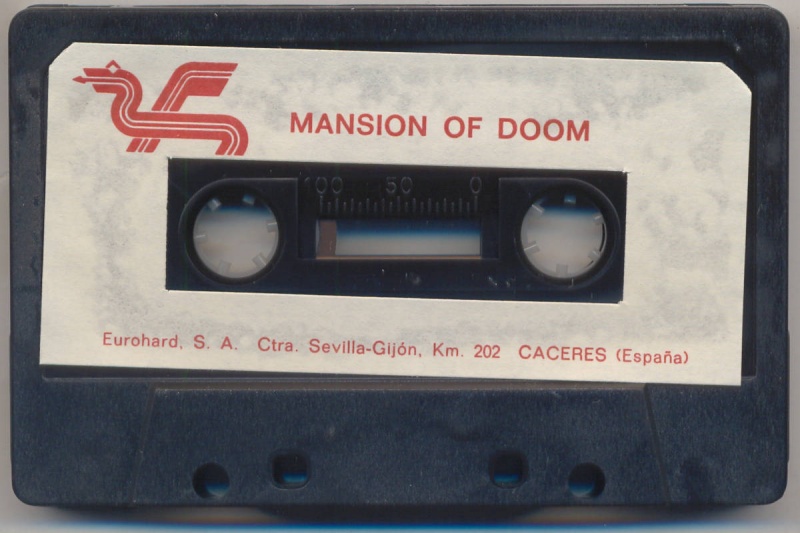 MANSION OF DOOM
100 50 0
Eurohard, S. A. Ctra. Sevilla-Gijón, Km. 202 CACERES (España)